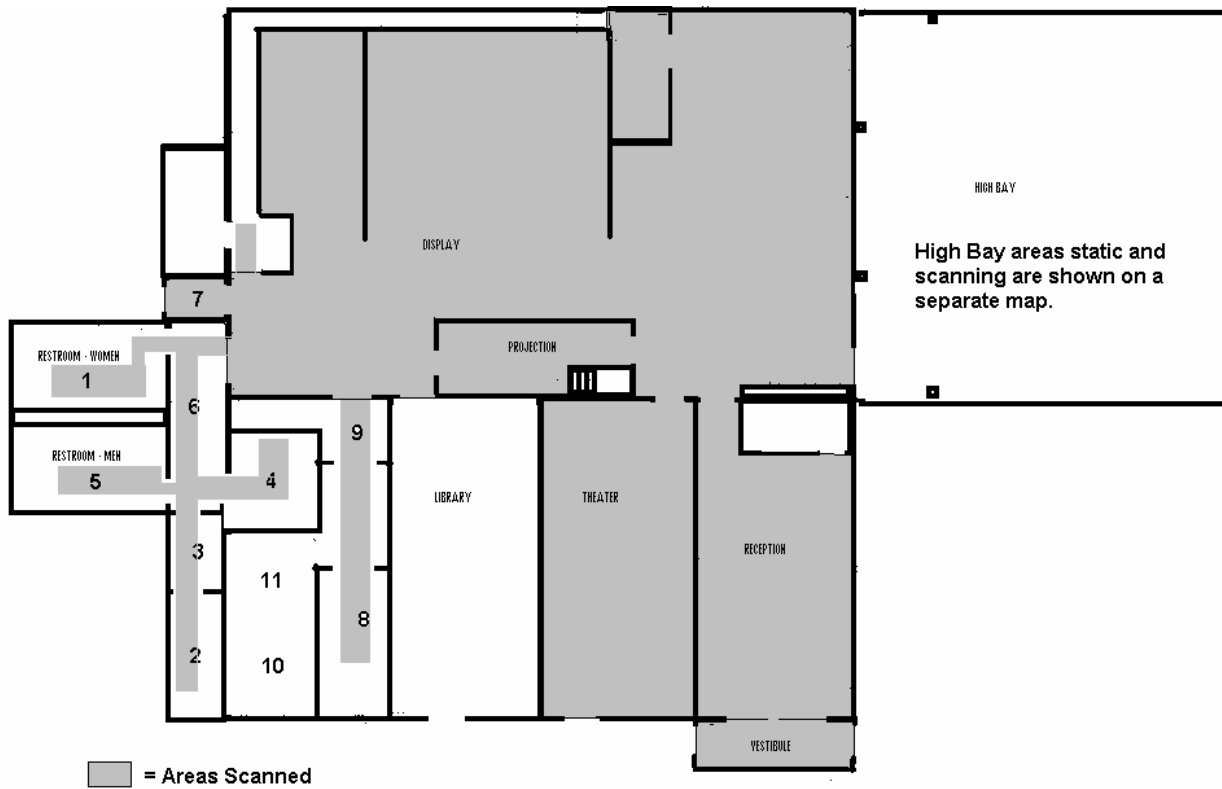 HIGH BAY
High Bay areas static and
scanning are shown on a
separate map.
DISPLAY
7
RESTROOM - WOMEN
PROJECTION
1
6
9
RESTROOM - MEN
5
4
LIBRARY
THEATER
3
RECEPTION
11
8
2
10
VESTIBULE
= Areas Scanned